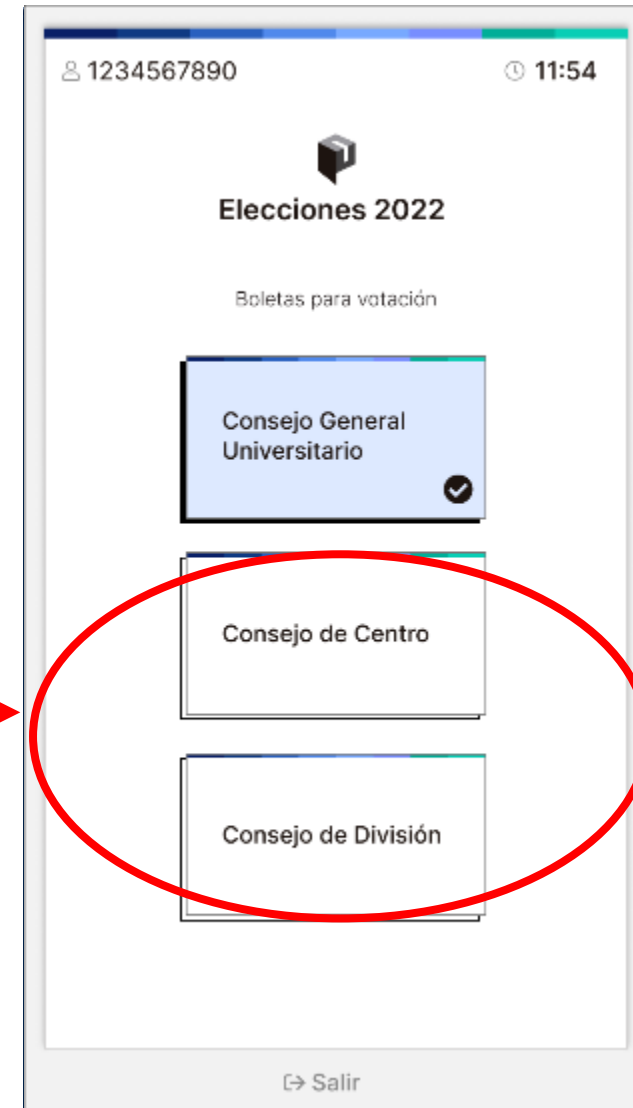 1234567890
11:54
Elecciones 2022
Boletas para votación
Consejo General
Universitario
Consejo de Centro
Consejo de División
Salir